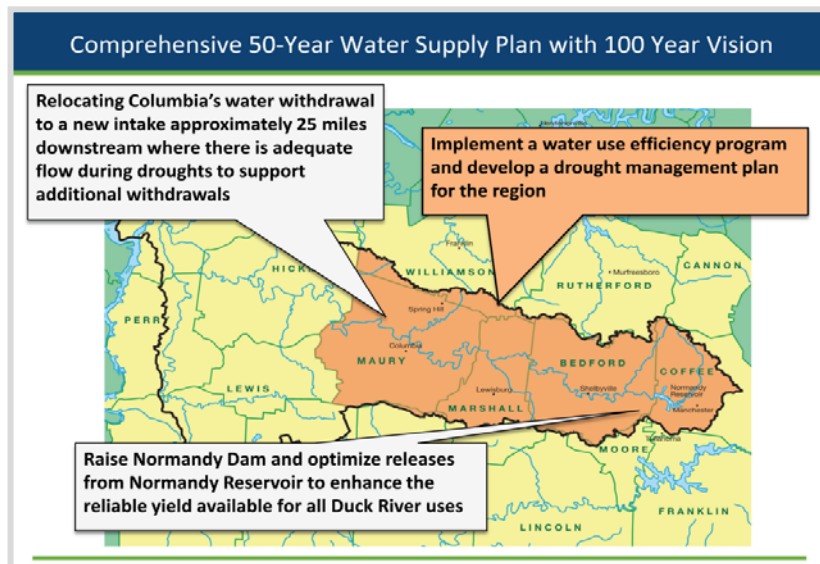 Comprehensive 50-Year Water Supply Plan with 100 Year Vision
Relocating Columbia's water withdrawal
to a new intake approximately 25 miles
downstream where there is adequate
flow during droughts to support
additional withdrawals
Implement a water use efficiency program
and develop a drought management plan
for the region
Franklin
HICK
WILLIAMSON
Murfreesboro
CANNON
RUTHERFORD
PERRY
Spring Hill
Columbia
MAURY
BEDFORD
COFFEE
LEWIS
Lewisburg
Shelbyville
Normandy
Reservoir
MARSHALL
Manchester
Tullahoma
MOORE
Raise Normandy Dam and optimize releases
from Normandy Reservoir to enhance the
reliable yield available for all Duck River uses
FRANKLIN
LINCOLN